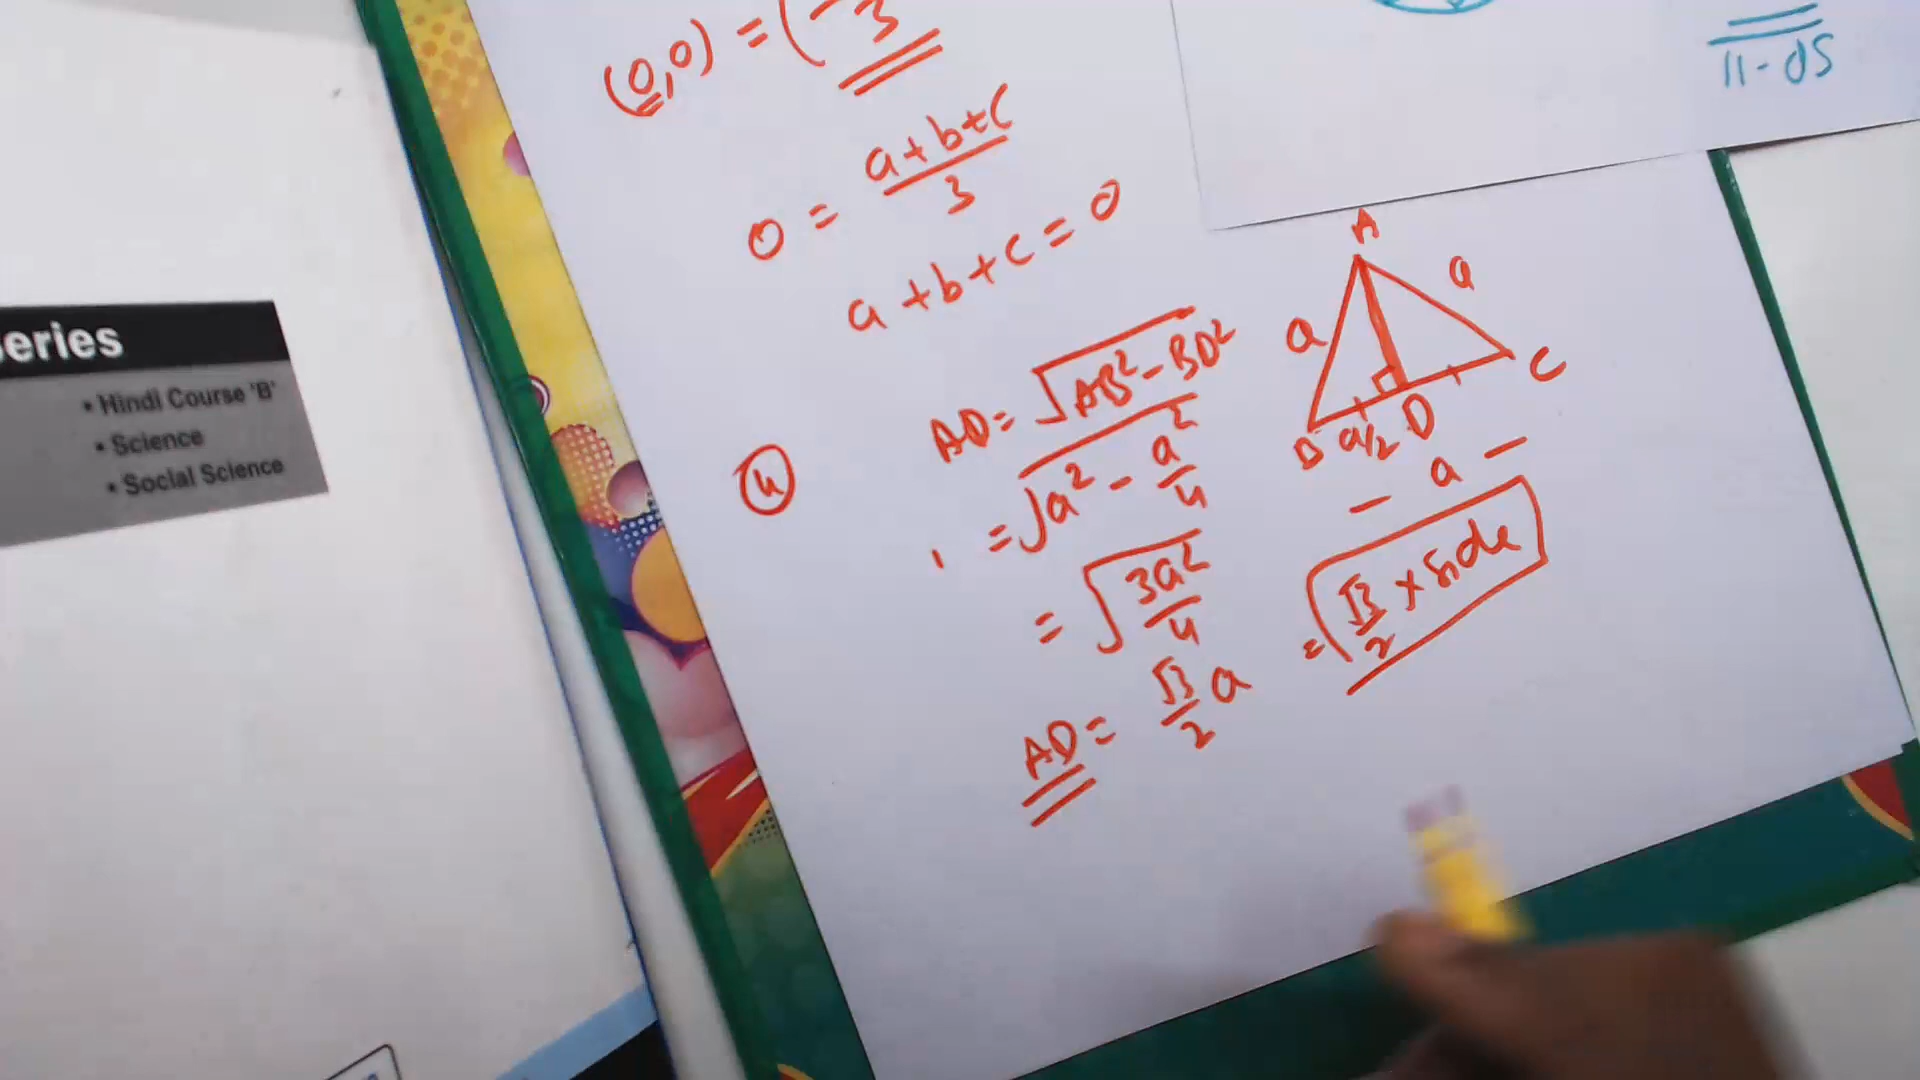 (0,0) = ( 3
0 = a+b+c / 3
a+b+c = 0
11-dS
eries
• Hindi Course 'B'
• Science
• Social Science
A
a a
B a/2 D C
— a —
(4)
AD = √AB² - BD²
= √a² - a²/4
= √3a²/4
AD = √3/2 a = √3/2 × side